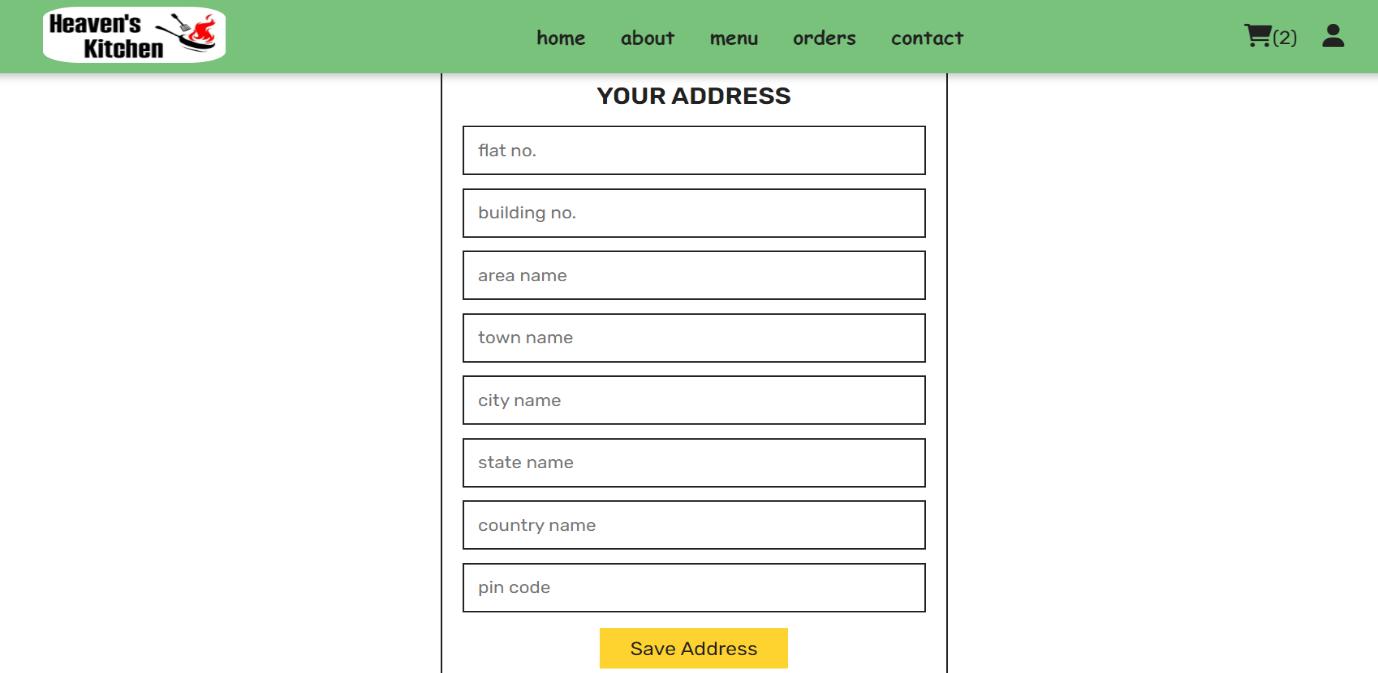 Heaven's
Kitchen
home about menu orders contact
(2)
YOUR ADDRESS
flat no.
building no.
area name
town name
city name
state name
country name
pin code
Save Address